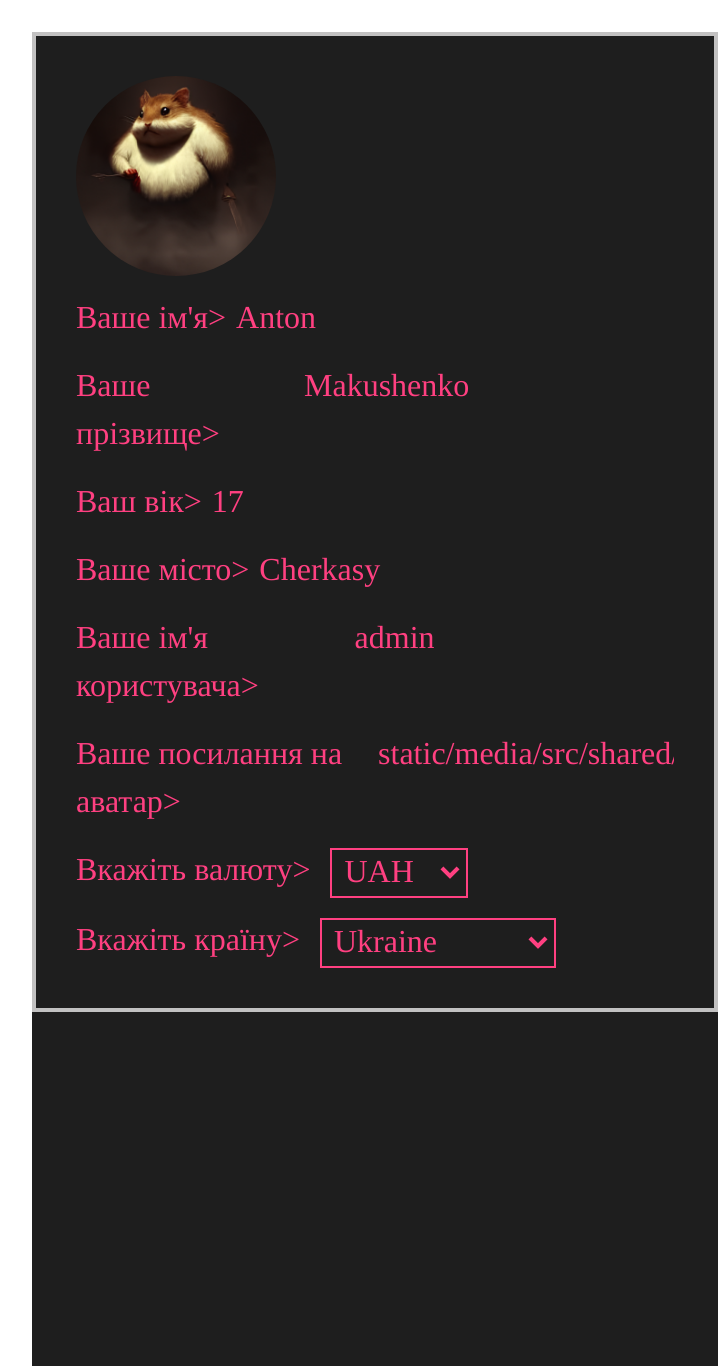 Ваше ім'я> Anton
Ваше Makushenko
прізвище>
Ваш вік> 17
Ваше місто> Cherkasy
Ваше ім'я admin
користувача>
Ваше посилання на static/media/src/shared/
аватар>
Вкажіть валюту> UAH
Вкажіть країну> Ukraine